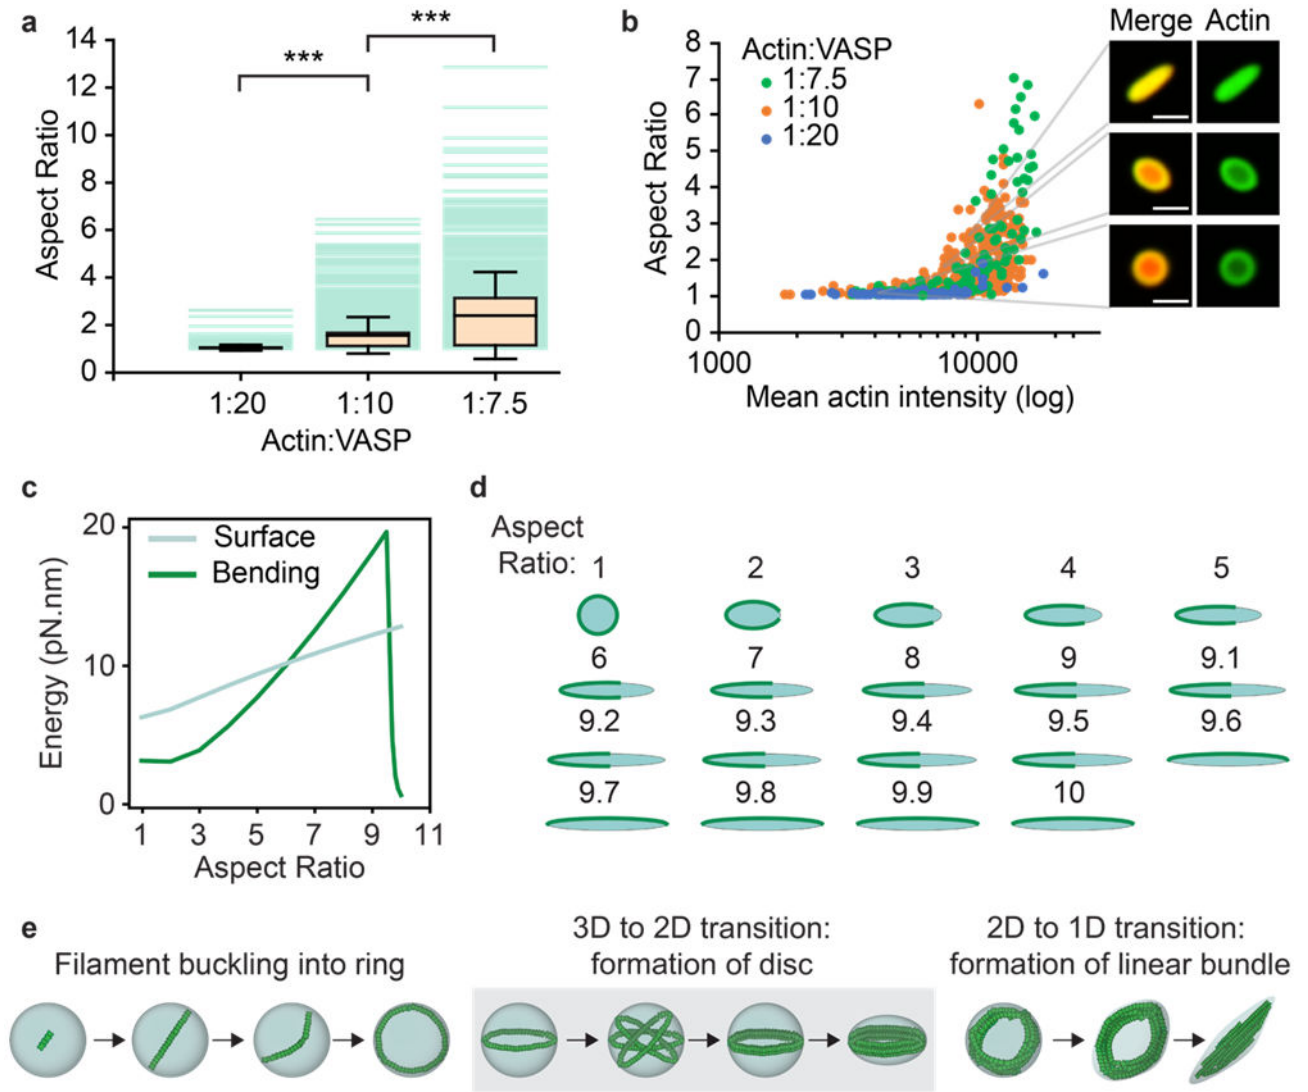 a
14
12
10
8
6
4
2
0
Aspect Ratio
***
***
1:20
1:10
1:7.5
Actin:VASP
b
8
7
6
5
4
3
2
1
0
Aspect Ratio
Actin:VASP
1:7.5
1:10
1:20
1000
10000
Mean actin intensity (log)
Merge
Actin
c
20
10
0
Energy (pN.nm)
Surface
Bending
1
3
5
7
9
11
Aspect Ratio
d
Aspect
Ratio:
1
2
3
4
5
6
7
8
9
9.1
9.2
9.3
9.4
9.5
9.6
9.7
9.8
9.9
10
e
Filament buckling into ring
3D to 2D transition:
formation of disc
2D to 1D transition:
formation of linear bundle